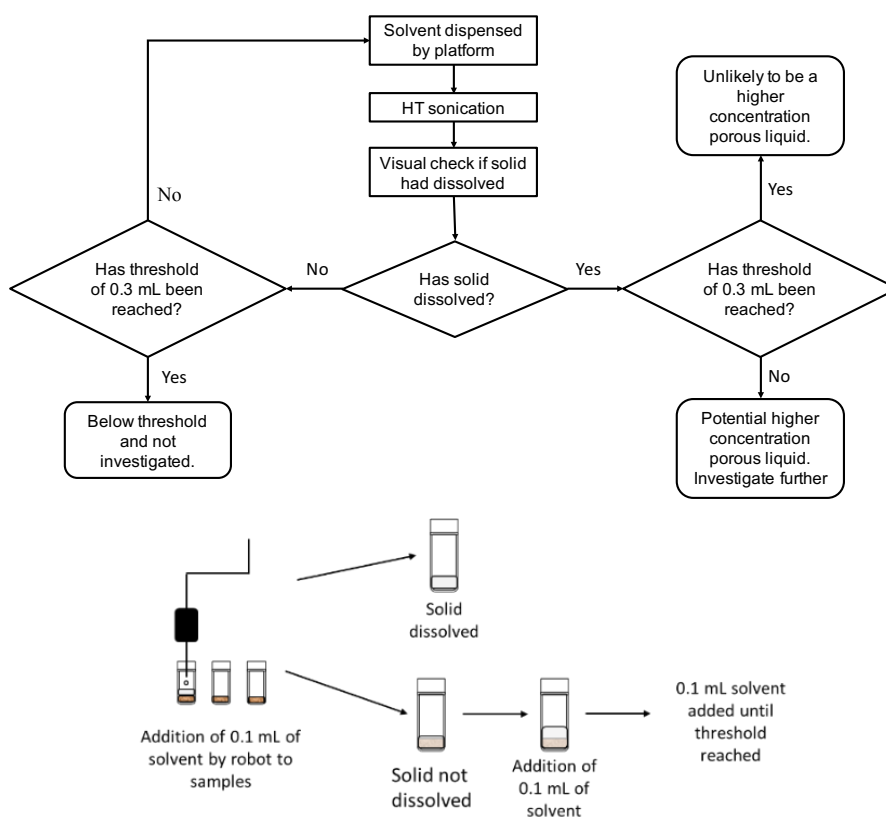 Solvent dispensed
by platform
HT sonication
Visual check if solid
had dissolved
Has solid
dissolved?
No
Yes
Has threshold
of 0.3 mL been
reached?
No
Yes
Below threshold
and not
investigated.
Has threshold
of 0.3 mL been
reached?
Yes
Unlikely to be a
higher
concentration
porous liquid.
No
Potential higher
concentration
porous liquid.
Investigate further
Addition of 0.1 mL of
solvent by robot to
samples
Solid
dissolved
Solid not
dissolved
Addition of
0.1 mL of
solvent
0.1 mL solvent
added until
threshold
reached